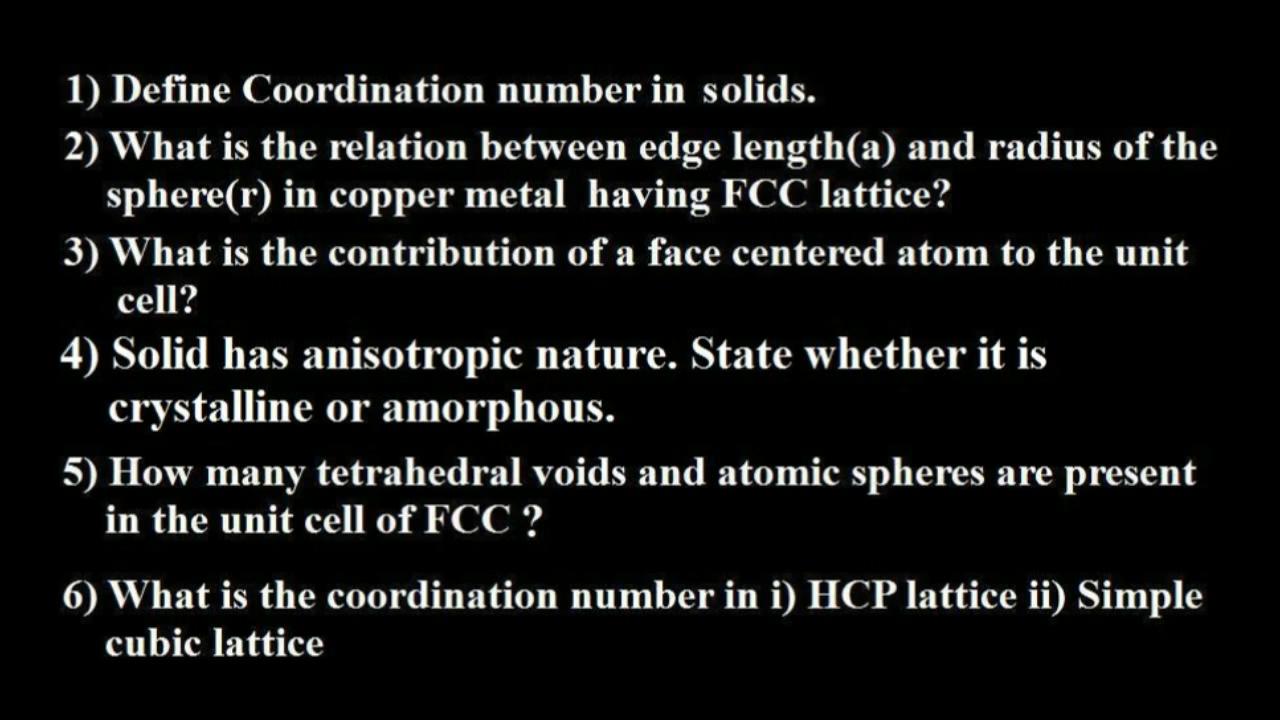 1) Define Coordination number in solids.
2) What is the relation between edge length(a) and radius of the
sphere(r) in copper metal having FCC lattice?
3) What is the contribution of a face centered atom to the unit
cell?
4) Solid has anisotropic nature. State whether it is
crystalline or amorphous.
5) How many tetrahedral voids and atomic spheres are present
in the unit cell of FCC ?
6) What is the coordination number in i) HCP lattice ii) Simple
cubic lattice